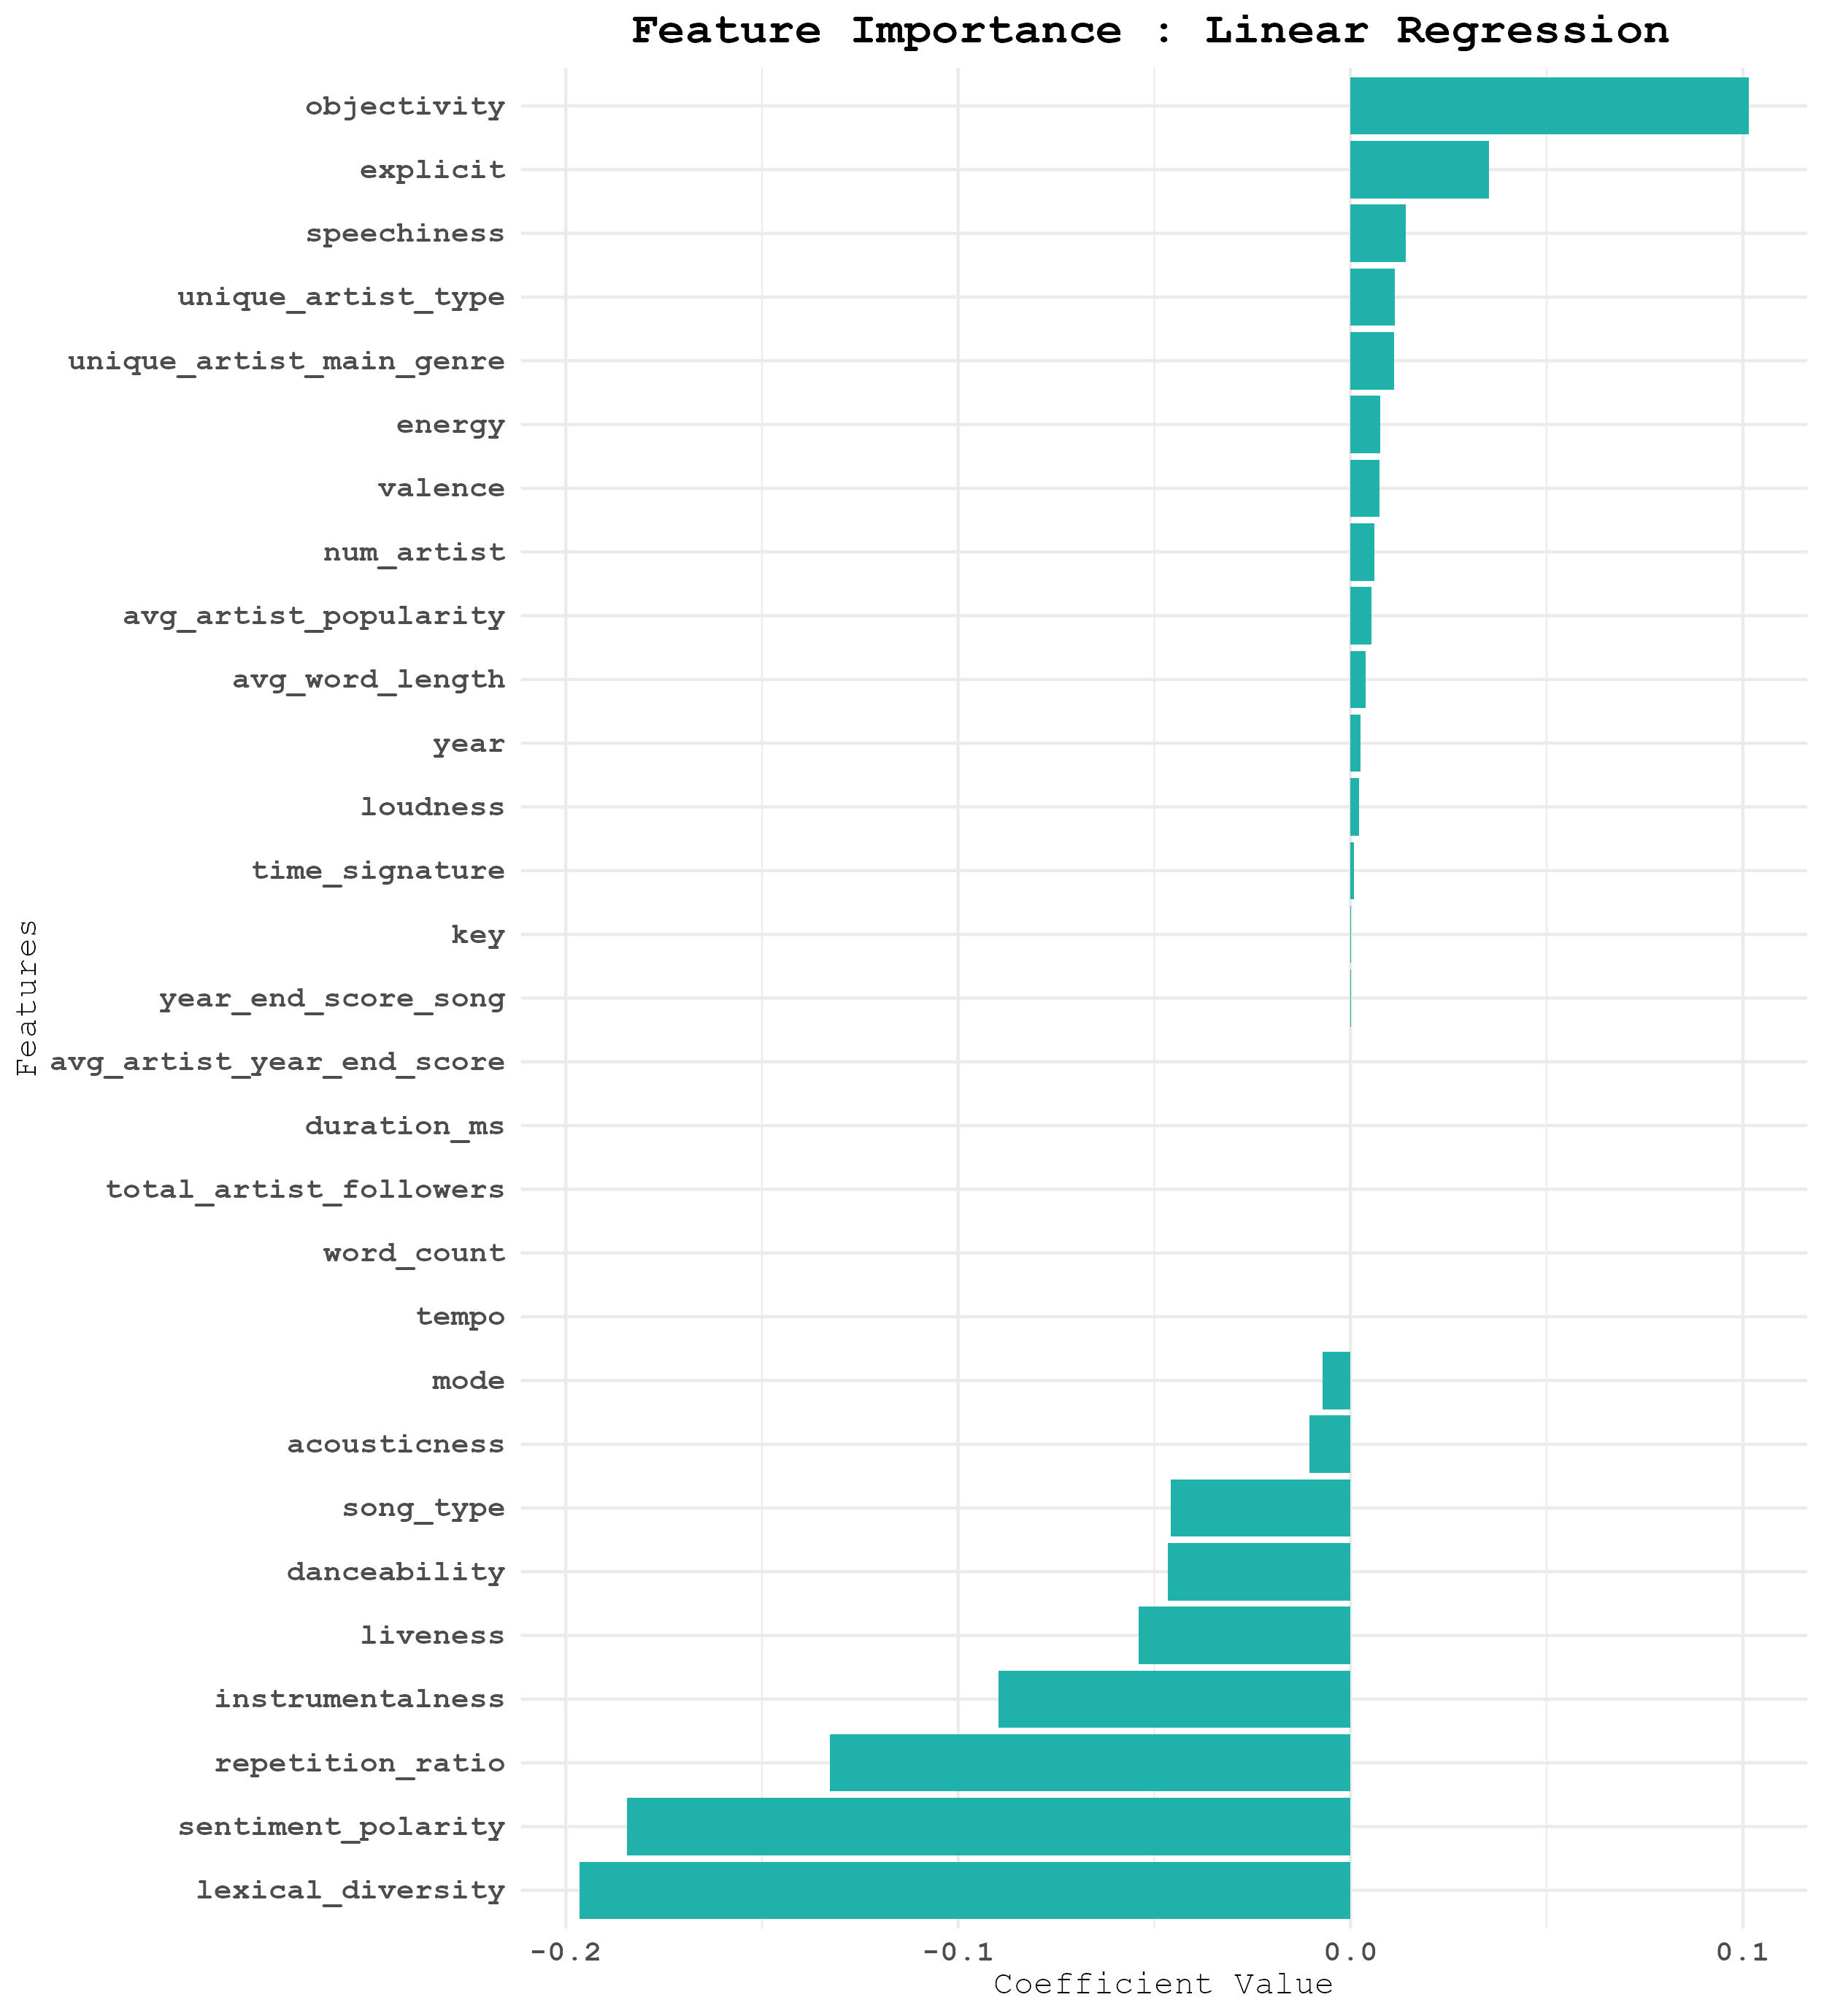 Feature Importance : Linear Regression
objectivity
explicit
speechiness
unique_artist_type
unique_artist_main_genre
energy
valence
num_artist
avg_artist_popularity
avg_word_length
year
loudness
time_signature
key
year_end_score_song
avg_artist_year_end_score
duration_ms
total_artist_followers
word_count
tempo
mode
acousticness
song_type
danceability
liveness
instrumentalness
repetition_ratio
sentiment_polarity
lexical_diversity
Features
-0.2 -0.1 0.0 0.1
Coefficient Value